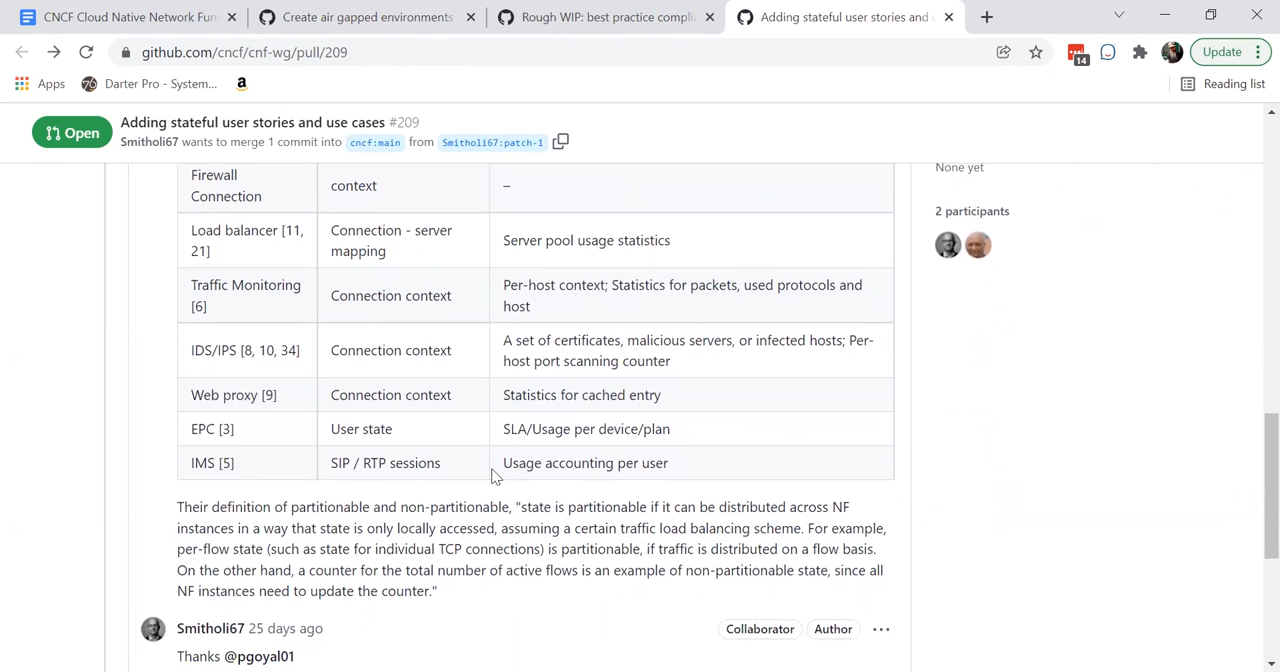 CNCF Cloud Native Network Fun
Create air gapped environments
Rough WIP: best practice compli
Adding stateful user stories and
github.com/cncf/cnf-wg/pull/209
14
Update
Apps
Darter Pro - System...
Reading list
Open
Adding stateful user stories and use cases #209
Smitholi67 wants to merge 1 commit into cncf:main from Smitholi67:patch-1
None yet
2 participants
Firewall
Connection
context
–
Load balancer [11,
21]
Connection - server
mapping
Server pool usage statistics
Traffic Monitoring
[6]
Connection context
Per-host context; Statistics for packets, used protocols and
host
IDS/IPS [8, 10, 34]
Connection context
A set of certificates, malicious servers, or infected hosts; Per-
host port scanning counter
Web proxy [9]
Connection context
Statistics for cached entry
EPC [3]
User state
SLA/Usage per device/plan
IMS [5]
SIP / RTP sessions
Usage accounting per user
Their definition of partitionable and non-partitionable, "state is partitionable if it can be distributed across NF
instances in a way that state is only locally accessed, assuming a certain traffic load balancing scheme. For example,
per-flow state (such as state for individual TCP connections) is partitionable, if traffic is distributed on a flow basis.
On the other hand, a counter for the total number of active flows is an example of non-partitionable state, since all
NF instances need to update the counter."
Smitholi67 25 days ago
Collaborator
Author
Thanks @pgoyal01